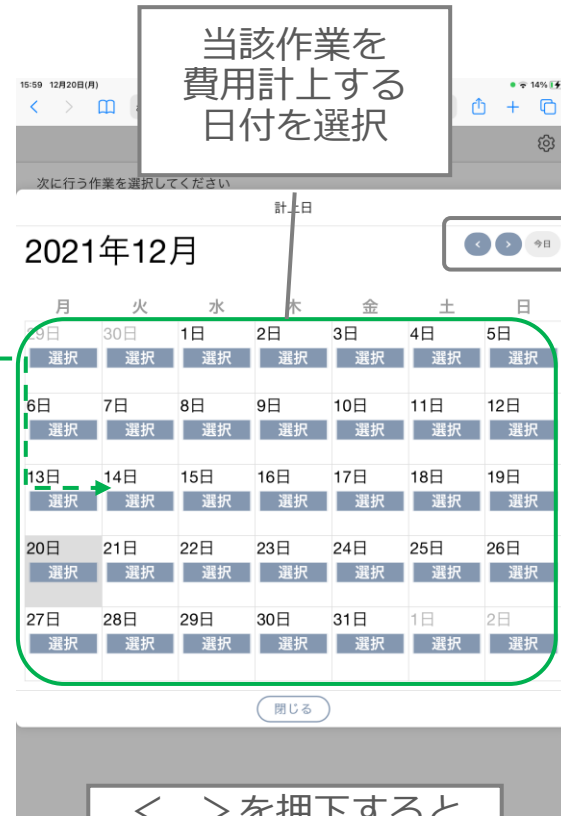 当該作業を
費用計上する
日付を選択
15:59 12月20日(月)
14%
次に行う作業を選択してください
計上日
2021年12月
< > 今日
月 火 水 木 金 土 日
29日 30日 1日 2日 3日 4日 5日
選択 選択 選択 選択 選択 選択 選択
6日 7日 8日 9日 10日 11日 12日
選択 選択 選択 選択 選択 選択 選択
13日 14日 15日 16日 17日 18日 19日
選択 選択 選択 選択 選択 選択 選択
20日 21日 22日 23日 24日 25日 26日
選択 選択 選択 選択 選択 選択 選択
27日 28日 29日 30日 31日 1日 2日
選択 選択 選択 選択 選択 選択 選択
閉じる
<、>を押下すると